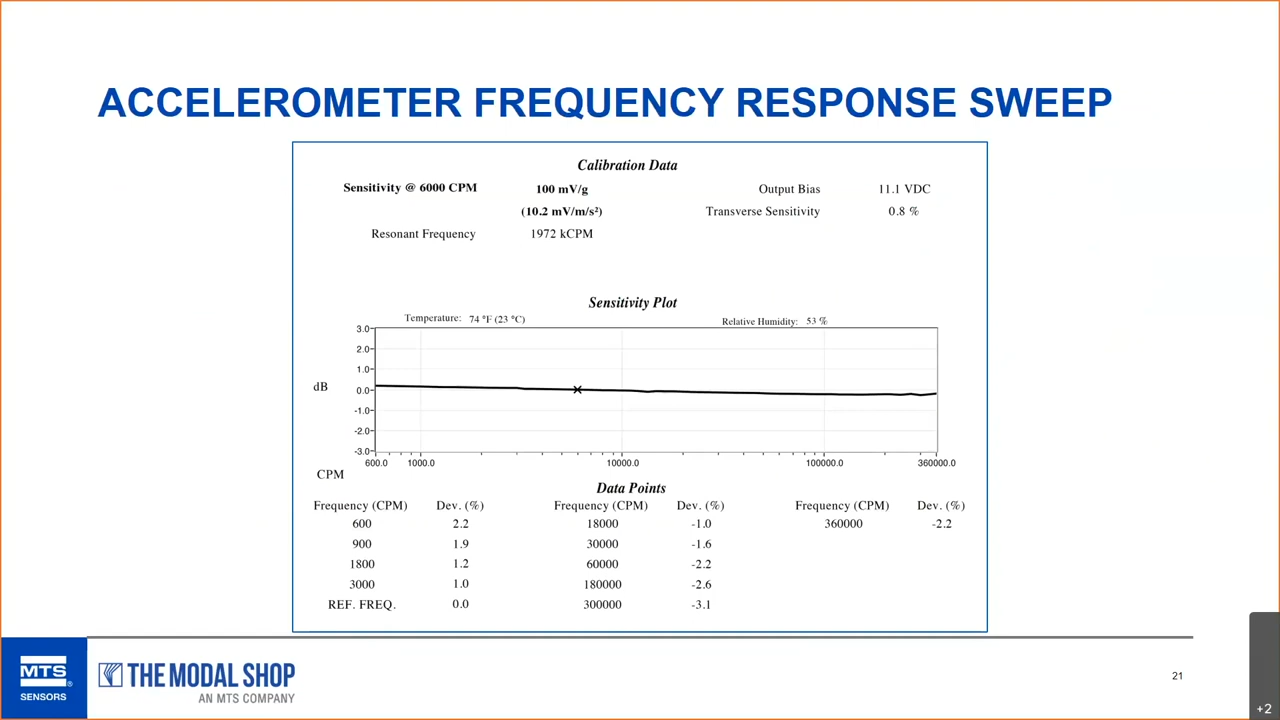 ACCELEROMETER FREQUENCY RESPONSE SWEEP
Calibration Data
Sensitivity @ 6000 CPM 100 mV/g Output Bias 11.1 VDC
(10.2 mV/m/s²) Transverse Sensitivity 0.8 %
Resonant Frequency 1972 kCPM
Sensitivity Plot
Temperature: 74 °F (23 °C) Relative Humidity: 53 %
3.0
2.0
1.0
dB 0.0
-1.0
-2.0
-3.0
600.0 1000.0 10000.0 100000.0 360000.0
CPM
Data Points
Frequency (CPM) Dev. (%) Frequency (CPM) Dev. (%) Frequency (CPM) Dev. (%)
600 2.2 18000 -1.0 360000 -2.2
900 1.9 30000 -1.6
1800 1.2 60000 -2.2
3000 1.0 180000 -2.6
REF. FREQ. 0.0 300000 -3.1
MTS®
SENSORS
THE MODAL SHOP
AN MTS COMPANY
21
+2